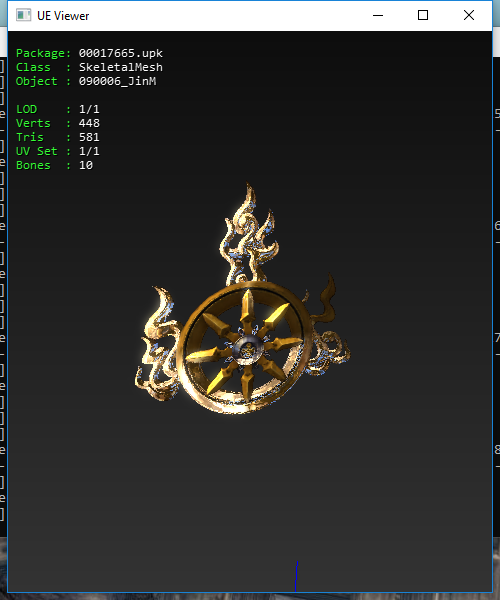 UE Viewer
Package: 00017665.upk
Class : SkeletalMesh
Object : 090006_JinM
LOD : 1/1
Verts : 448
Tris : 581
UV Set : 1/1
Bones : 10